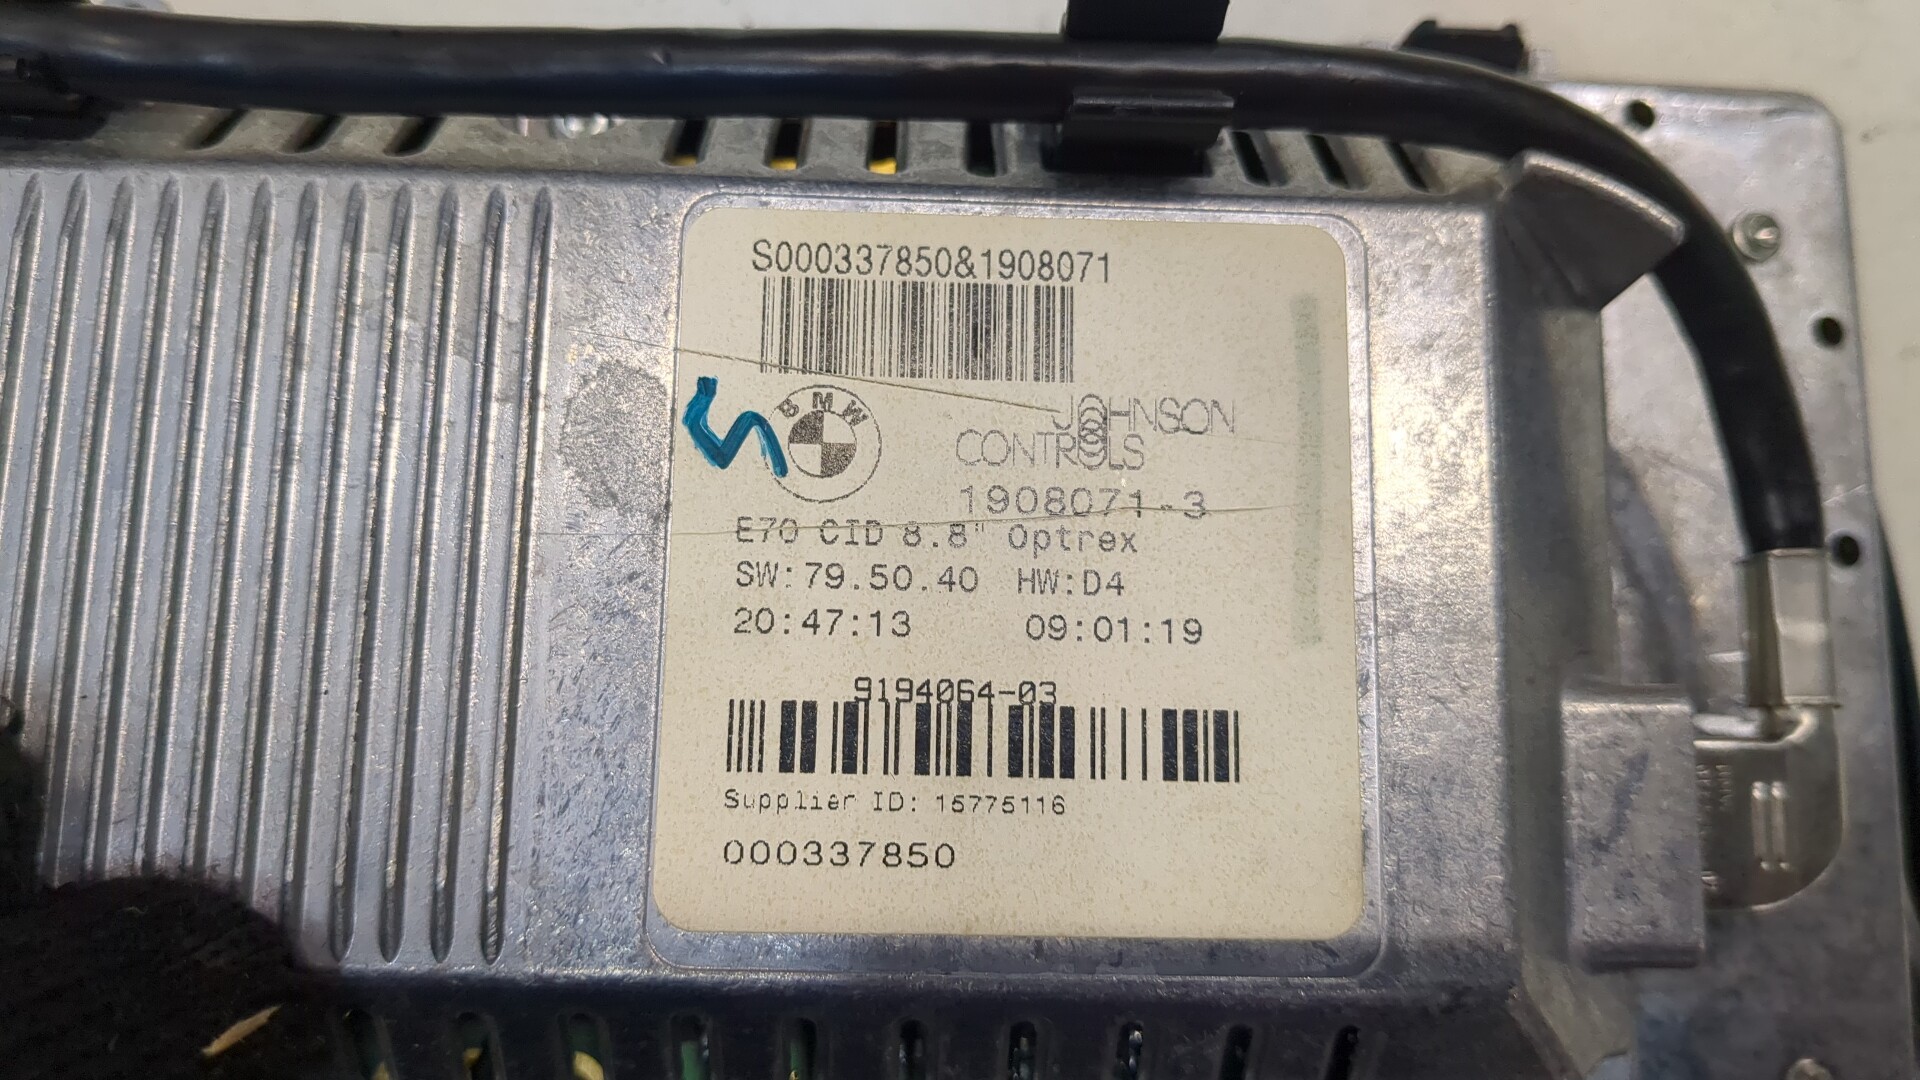 S000337850&1908071
BMW
JOHNSON
CONTROLS
1908071-3
E70 CID 8.8" Optrex
SW:79.50.40 HW:D4
20:47:13 09:01:19
9194064-03
Supplier ID: 15775116
000337850